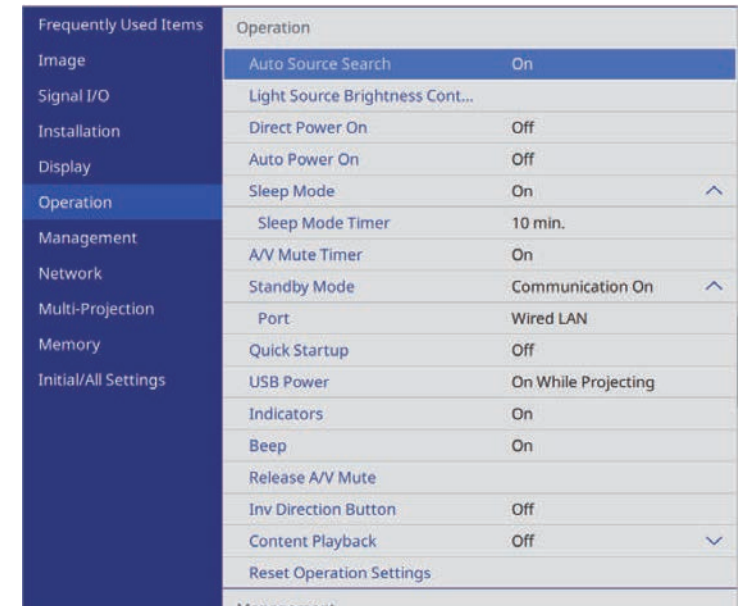 Frequently Used Items
Image
Signal I/O
Installation
Display
Operation
Management
Network
Multi-Projection
Memory
Initial/All Settings
Operation
Auto Source Search On
Light Source Brightness Cont...
Direct Power On Off
Auto Power On Off
Sleep Mode On
Sleep Mode Timer 10 min.
A/V Mute Timer On
Standby Mode Communication On
Port Wired LAN
Quick Startup Off
USB Power On While Projecting
Indicators On
Beep On
Release A/V Mute
Inv Direction Button Off
Content Playback Off
Reset Operation Settings